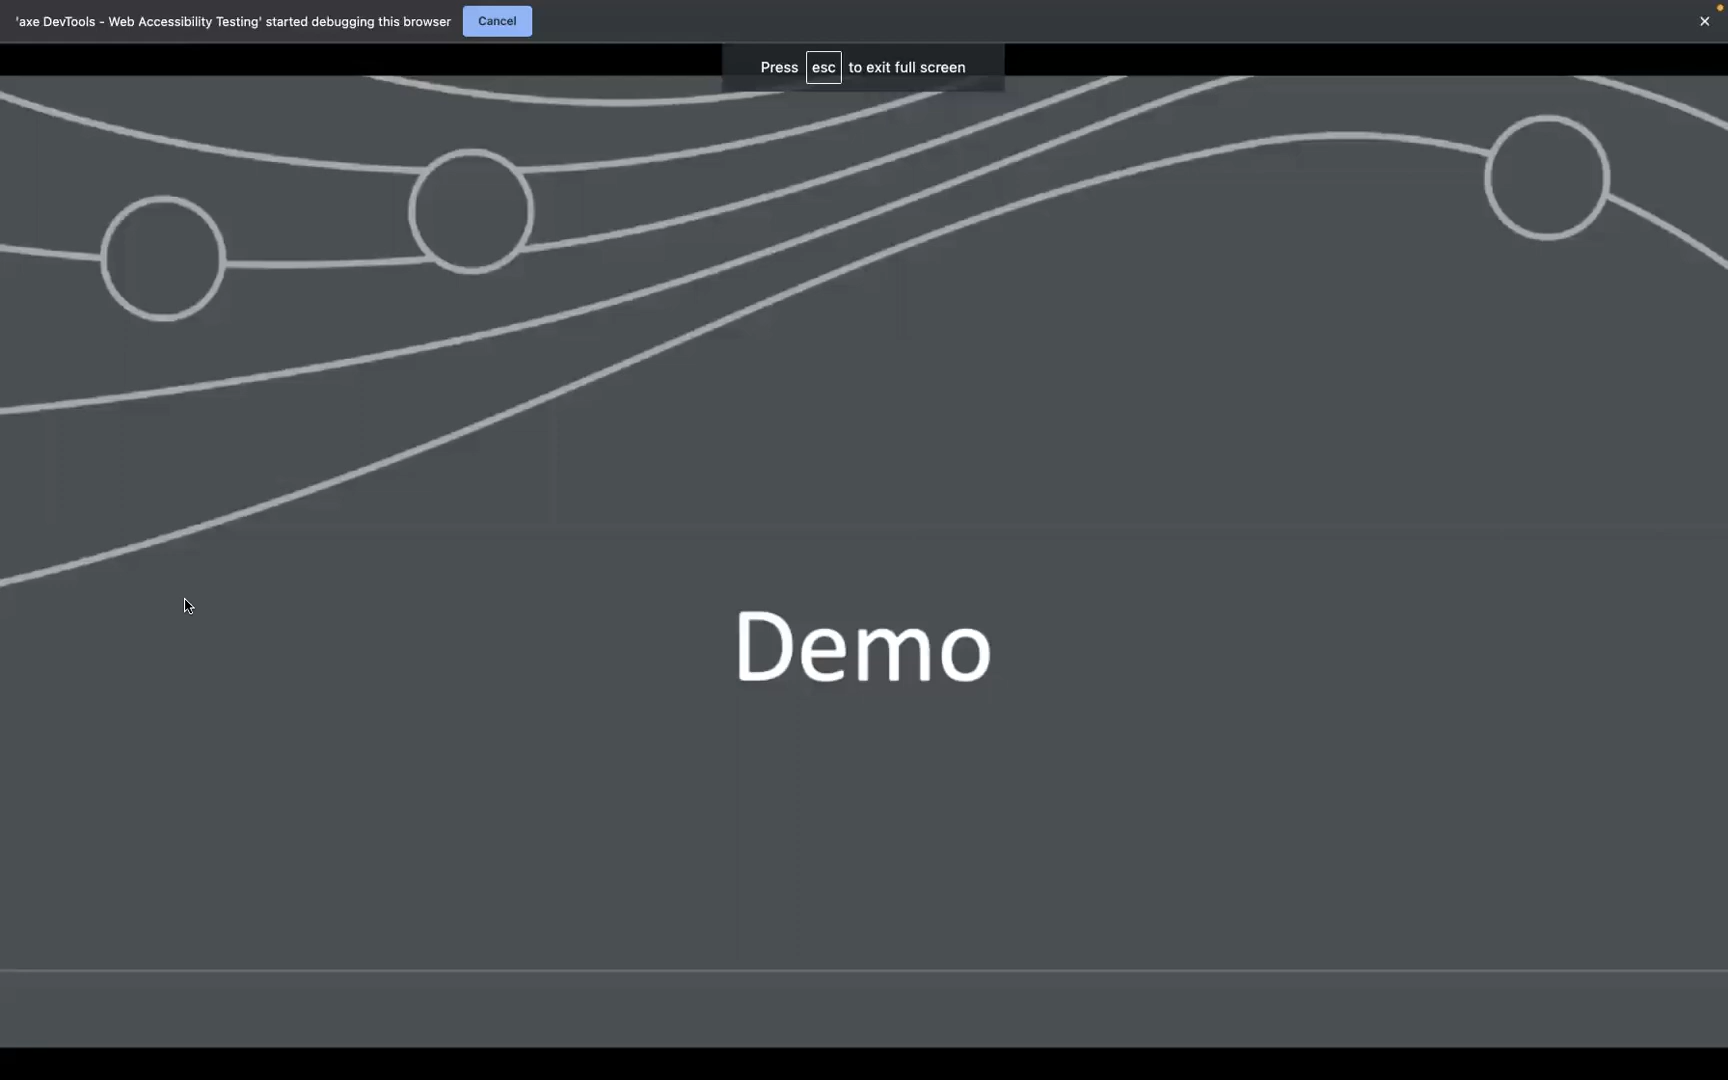 'axe DevTools - Web Accessibility Testing' started debugging this browser Cancel
Press esc to exit full screen
Demo